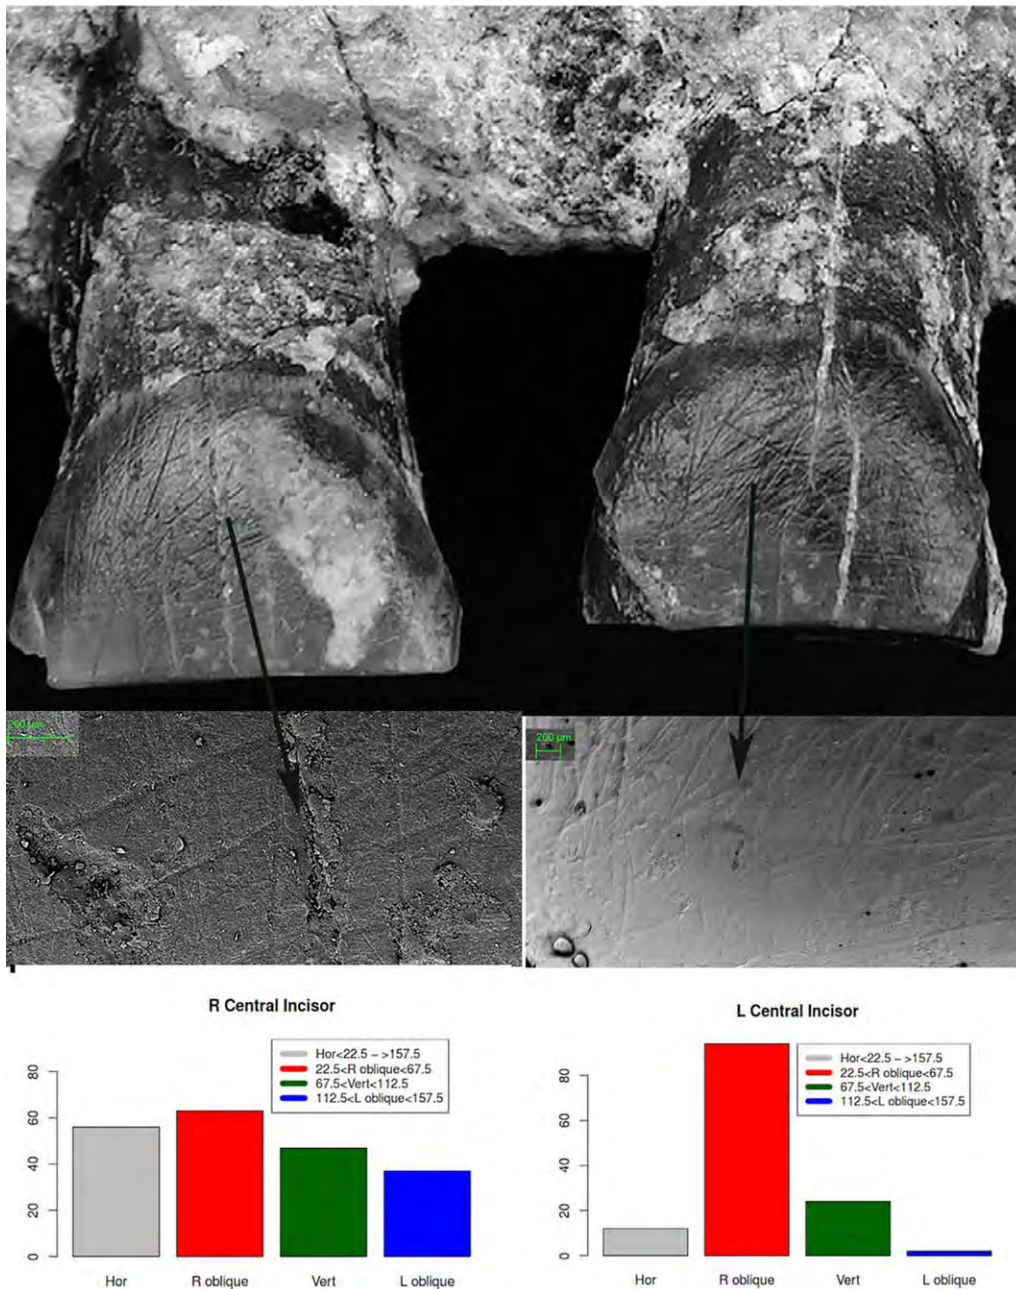 200 µm
200 µm
R Central Incisor
Hor<22.5 – >157.5
22.5<R oblique<67.5
67.5<Vert<112.5
112.5<L oblique<157.5
80
60
40
20
0
Hor
R oblique
Vert
L oblique
L Central Incisor
Hor<22.5 – >157.5
22.5<R oblique<67.5
67.5<Vert<112.5
112.5<L oblique<157.5
80
60
40
20
0
Hor
R oblique
Vert
L oblique